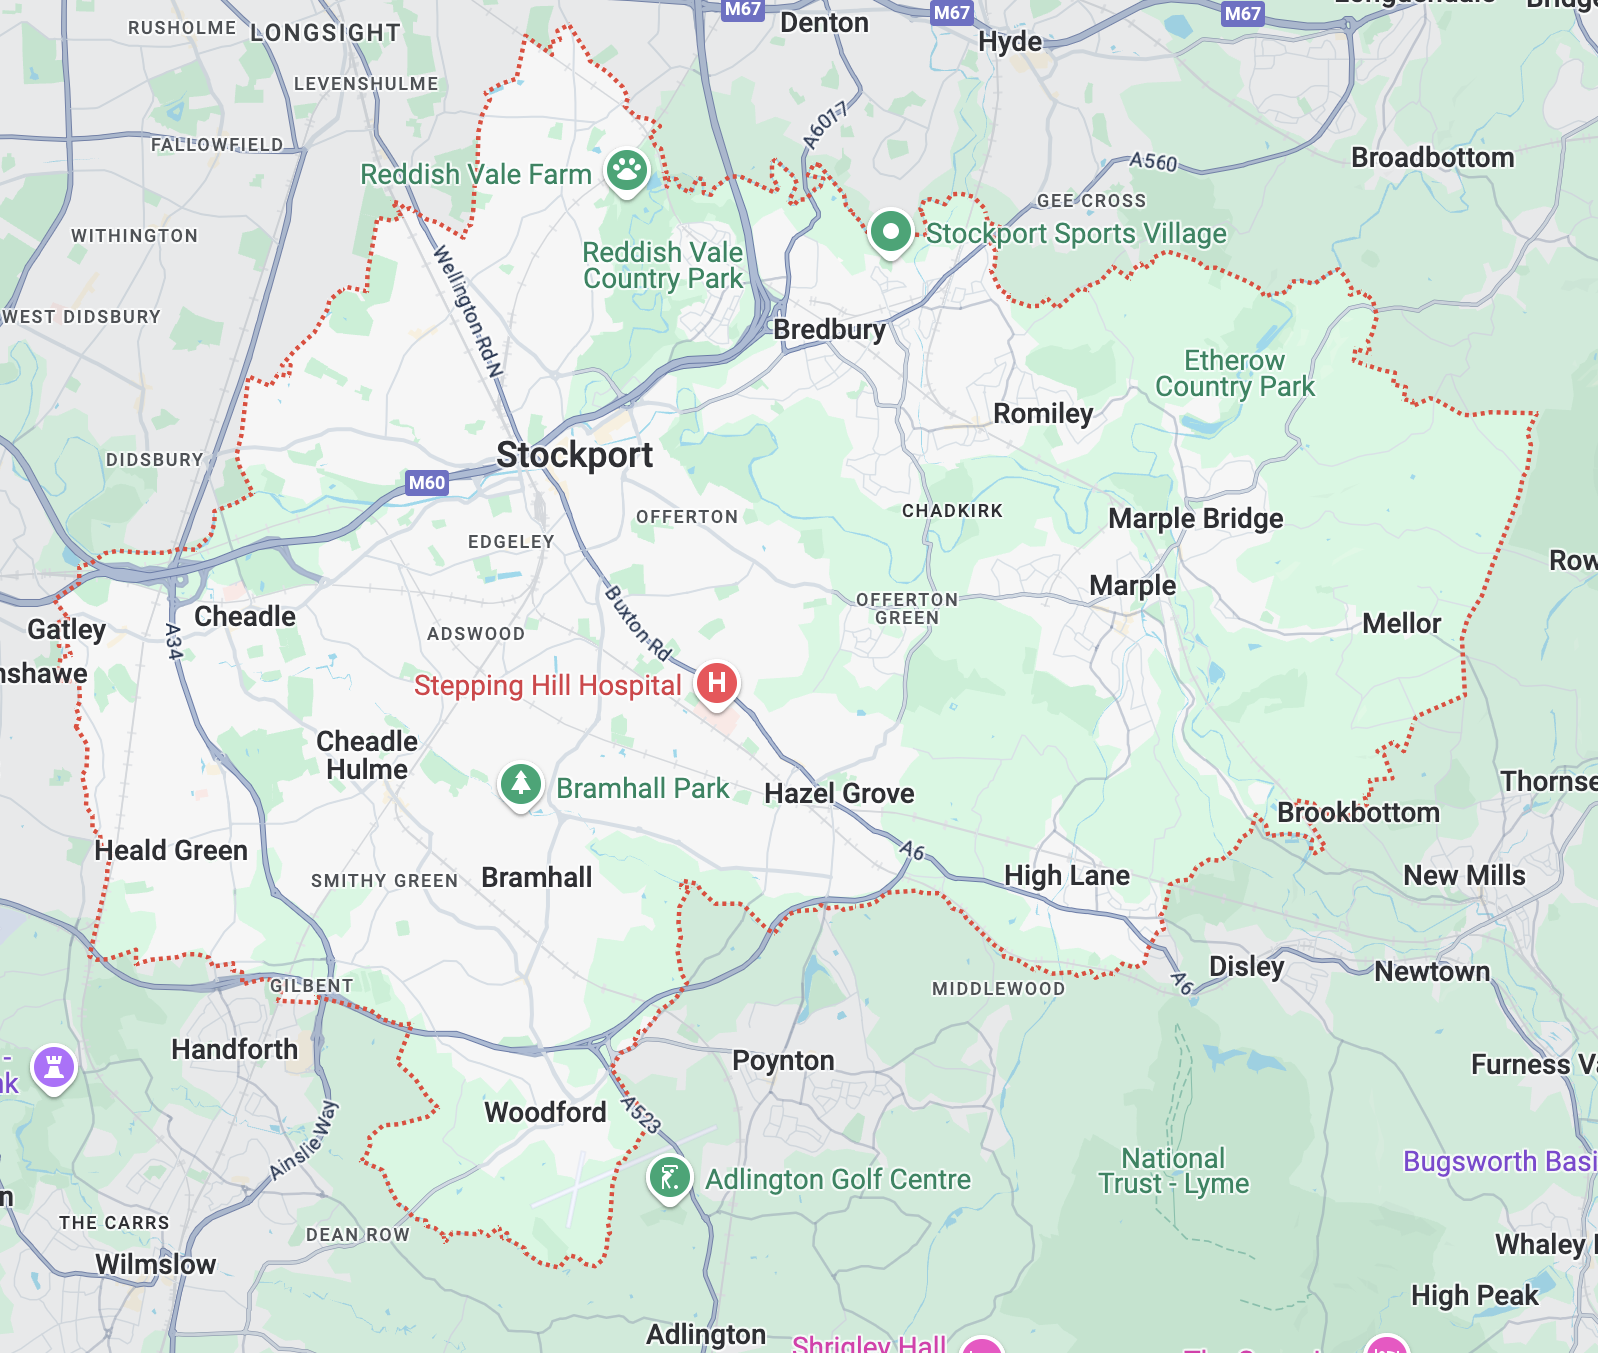 M67
M67
M67
Denton
RUSHOLME
LONGSIGHT
Hyde
LEVENSHULME
A6017
FALLOWFIELD
A560
Broadbottom
Reddish Vale Farm
GEE CROSS
WITHINGTON
Stockport Sports Village
Reddish Vale
Country Park
Wellington Rd N
WEST DIDSBURY
Bredbury
Etherow
Country Park
Romiley
DIDSBURY
Stockport
M60
OFFERTON
CHADKIRK
Marple Bridge
EDGELEY
Row
Marple
OFFERTON
GREEN
Cheadle
Gatley
A34
Buxton Rd
ADSWOOD
Mellor
nshawe
Stepping Hill Hospital
H
Cheadle
Hulme
Bramhall Park
Hazel Grove
Thornse
Brookbottom
Heald Green
A6
SMITHY GREEN
Bramhall
High Lane
New Mills
Disley
Newtown
A6
GILBENT
MIDDLEWOOD
Handforth
Poynton
Furness Va
nk
Woodford
A523
Ainslie Way
National
Trust - Lyme
Bugsworth Basi
Adlington Golf Centre
n
THE CARRS
DEAN ROW
Wilmslow
Whaley
High Peak
Adlington
Shrigley Hall